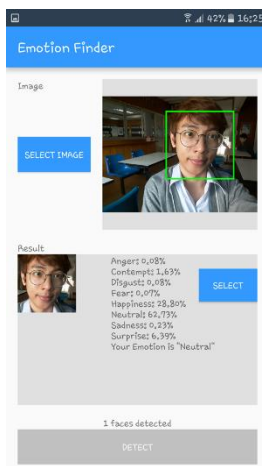 42% 16:25
Emotion Finder
Image
SELECT IMAGE
Result
Anger: 0,08%
Contempt: 1,63%
Disgust: 0,08%
Fear: 0,07%
Happiness: 28,80%
Neutral: 62,73%
Sadness: 0,23%
Surprise: 6,39%
Your Emotion is "Neutral"
SELECT
1 faces detected
DETECT